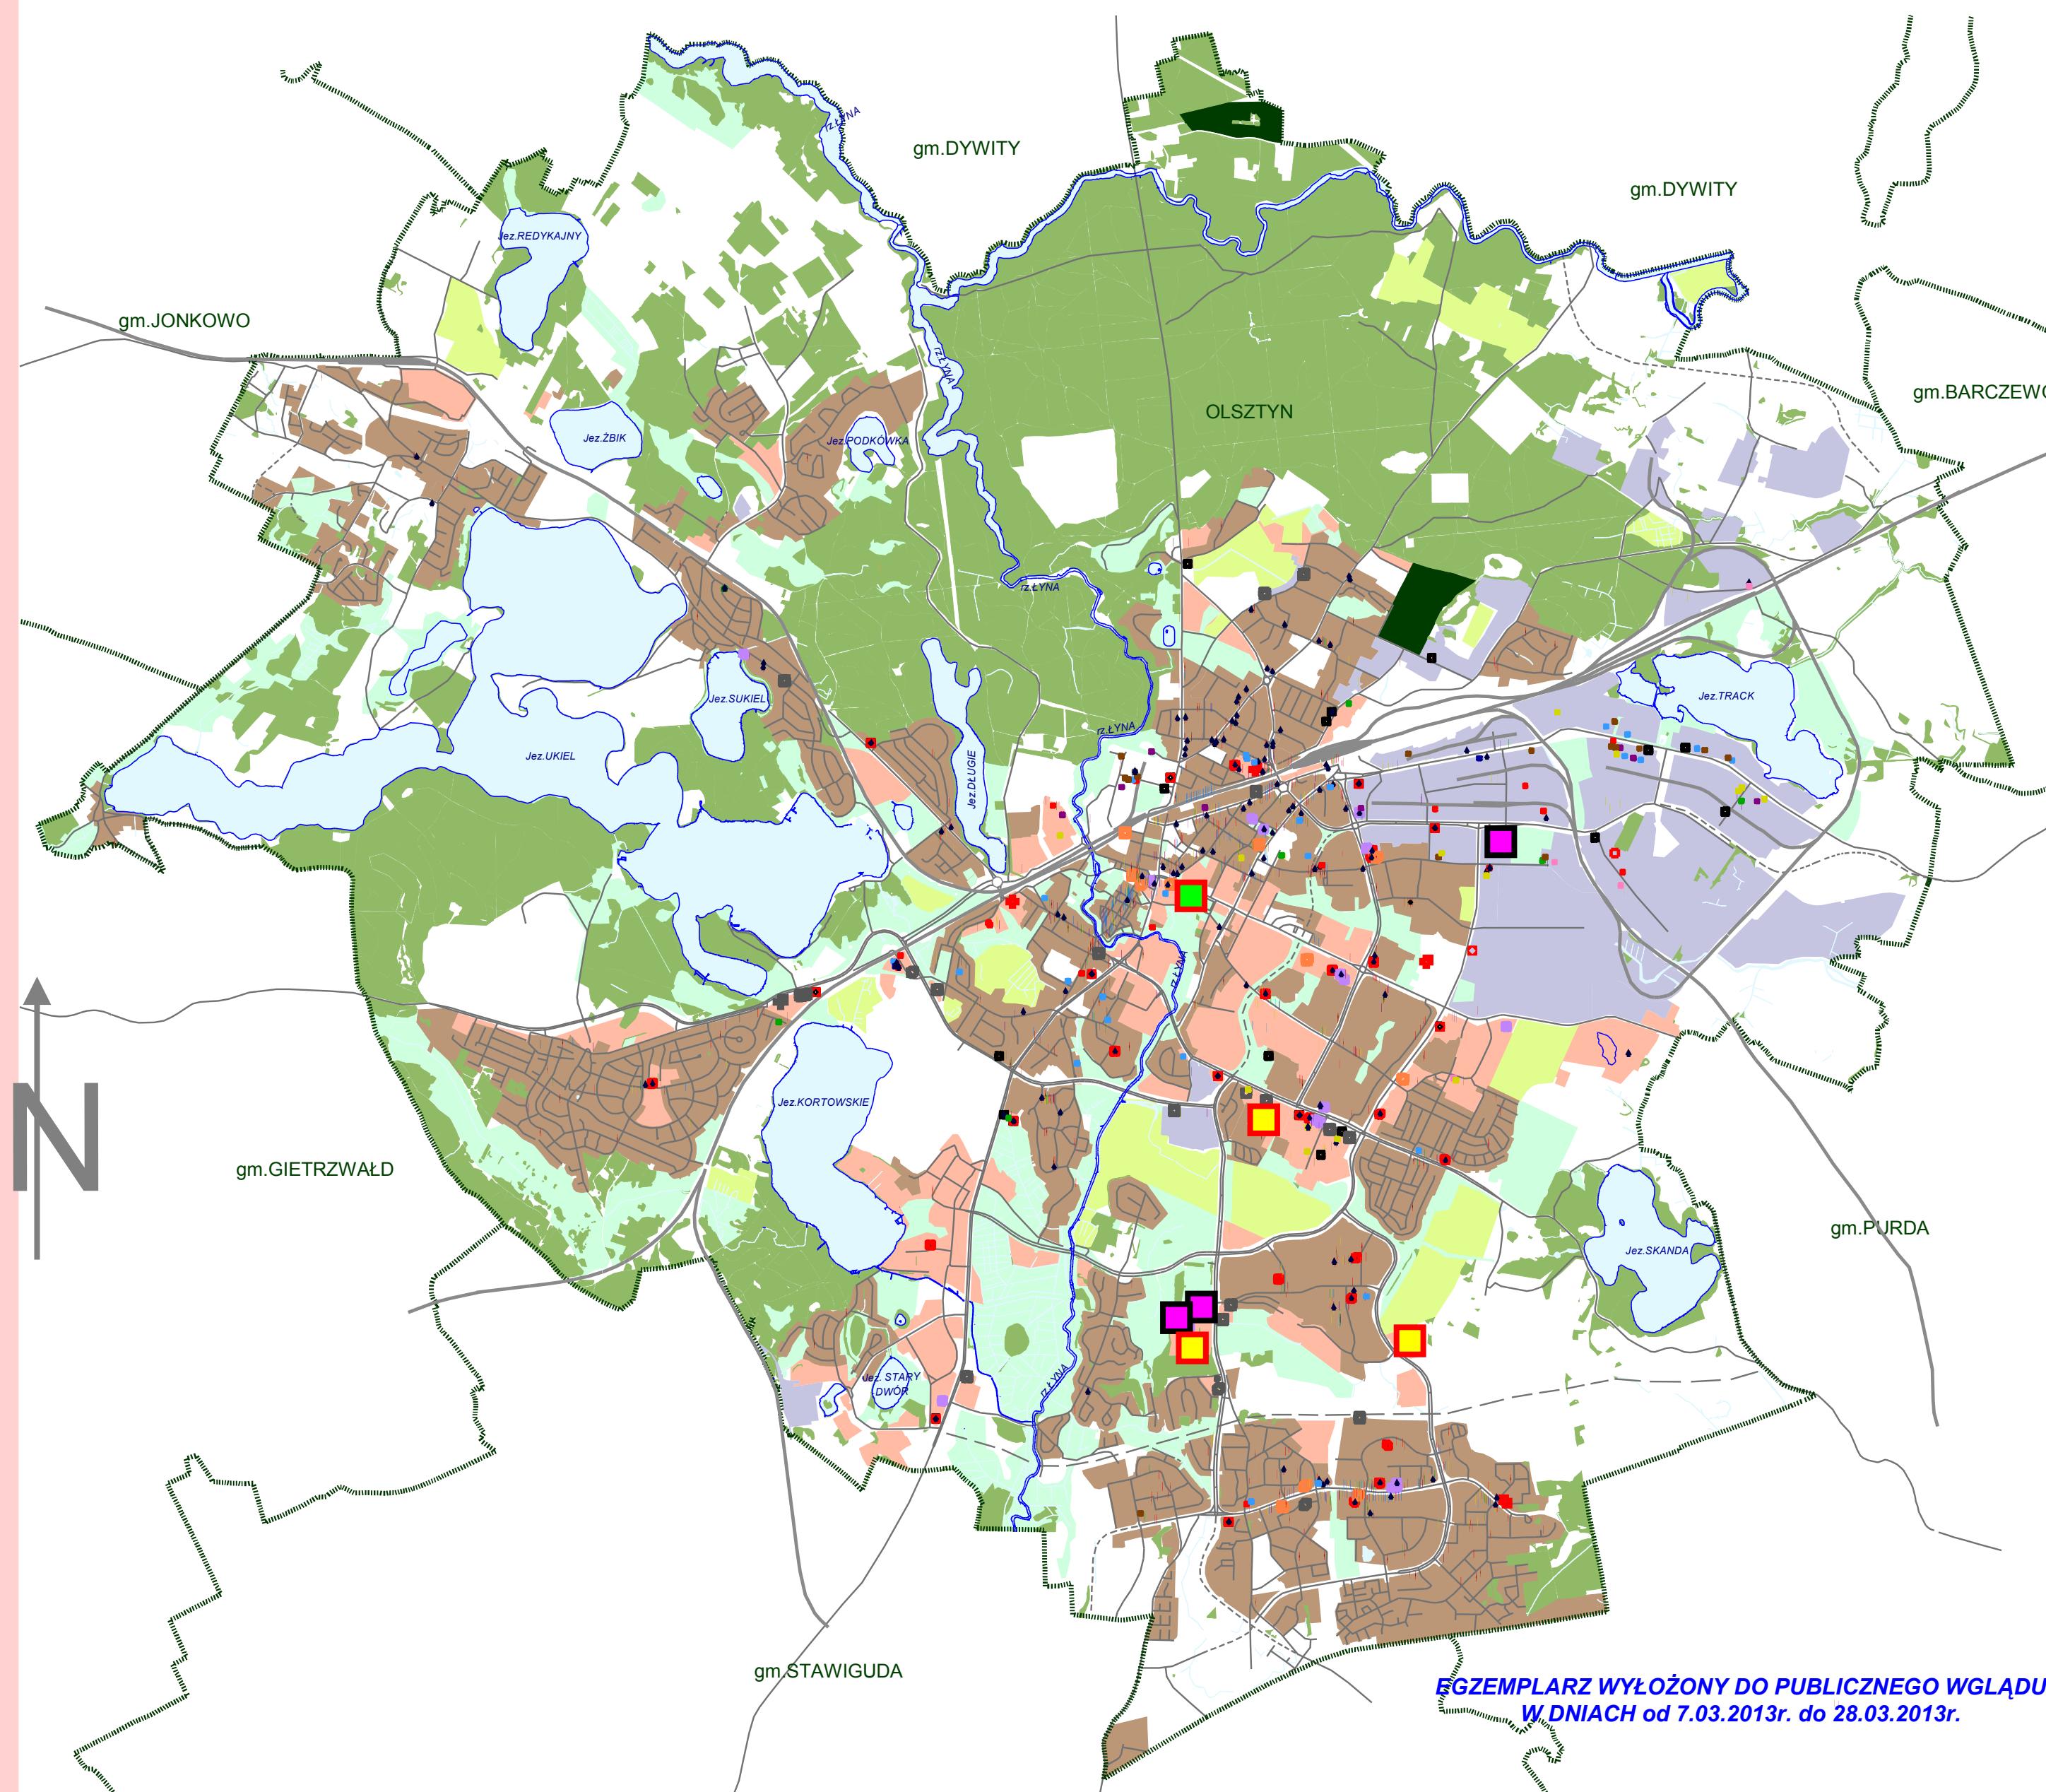 rz.ŁYNA
gm.DYWITY
gm.DYWITY
Jez.REDYKAJNY
gm.JONKOWO
rz.ŁYNA
gm.BARCZEWO
OLSZTYN
Jez.ŻBIK
Jez.PODKÓWKA
rz.ŁYNA
Jez.SUKIEL
Jez.TRACK
rz.ŁYNA
Jez.UKIEL
Jez.DŁUGIE
rz.ŁYNA
N
Jez.KORTOWSKIE
gm.GIETRZWAŁD
gm.PURDA
Jez.SKANDA
Jez. STARY
DWÓR
rz.ŁYNA
gm.STAWIGUDA
EGZEMPLARZ WYŁOŻONY DO PUBLICZNEGO WGLĄDU
W DNIACH od 7.03.2013r. do 28.03.2013r.